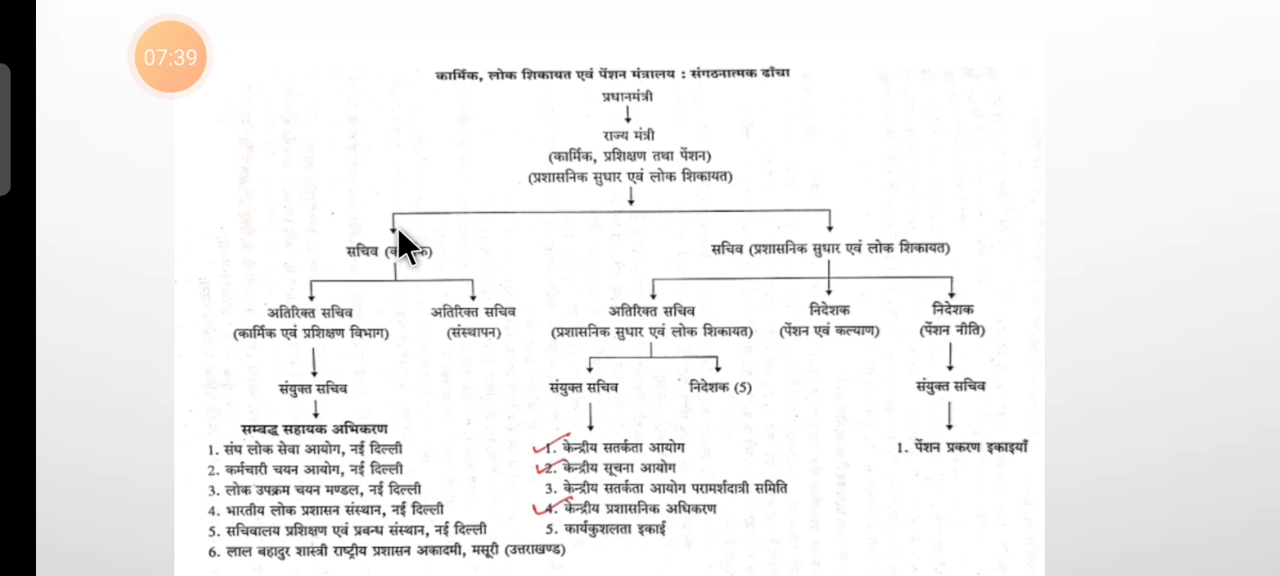 07:39
कार्मिक, लोक शिकायत एवं पेंशन मंत्रालय : संगठनात्मक ढाँचा
प्रधानमंत्री
राज्य मंत्री
(कार्मिक, प्रशिक्षण तथा पेंशन)
(प्रशासनिक सुधार एवं लोक शिकायत)
सचिव
सचिव (प्रशासनिक सुधार एवं लोक शिकायत)
अतिरिक्त सचिव
(कार्मिक एवं प्रशिक्षण विभाग)
अतिरिक्त सचिव
(संस्थापन)
अतिरिक्त सचिव
(प्रशासनिक सुधार एवं लोक शिकायत)
निदेशक
(पेंशन एवं कल्याण)
निदेशक
(पेंशन नीति)
संयुक्त सचिव
संयुक्त सचिव
निदेशक (5)
संयुक्त सचिव
सम्बद्ध सहायक अभिकरण
1. संघ लोक सेवा आयोग, नई दिल्ली
2. कर्मचारी चयन आयोग, नई दिल्ली
3. लोक उपक्रम चयन मण्डल, नई दिल्ली
4. भारतीय लोक प्रशासन संस्थान, नई दिल्ली
5. सचिवालय प्रशिक्षण एवं प्रबन्ध संस्थान, नई दिल्ली
6. लाल बहादुर शास्त्री राष्ट्रीय प्रशासन अकादमी, मसूरी (उत्तराखण्ड)
1. केन्द्रीय सतर्कता आयोग
2. केन्द्रीय सूचना आयोग
3. केन्द्रीय सतर्कता आयोग परामर्शदात्री समिति
4. केन्द्रीय प्रशासनिक अधिकरण
5. कार्यकुशलता इकाई
1. पेंशन प्रकरण इकाइयाँ